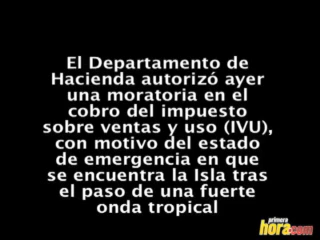 El Departamento de
Hacienda autorizó ayer
una moratoria en el
cobro del impuesto
sobre ventas y uso (IVU),
con motivo del estado
de emergencia en que
se encuentra la Isla tras
el paso de una fuerte
onda tropical
primera
hora.com